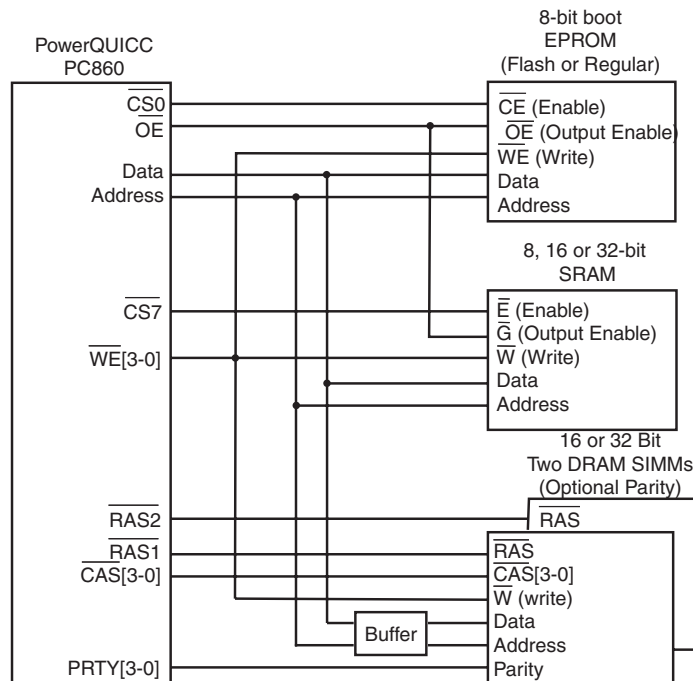 PowerQUICC
PC860
CS0
OE
Data
Address
CS7
WE[3-0]
RAS2
RAS1
CAS[3-0]
PRTY[3-0]
8-bit boot
EPROM
(Flash or Regular)
CE (Enable)
OE (Output Enable)
WE (Write)
Data
Address
8, 16 or 32-bit
SRAM
E (Enable)
G (Output Enable)
W (Write)
Data
Address
16 or 32 Bit
Two DRAM SIMMs
(Optional Parity)
RAS
RAS
CAS[3-0]
W (write)
Data
Address
Parity
Buffer